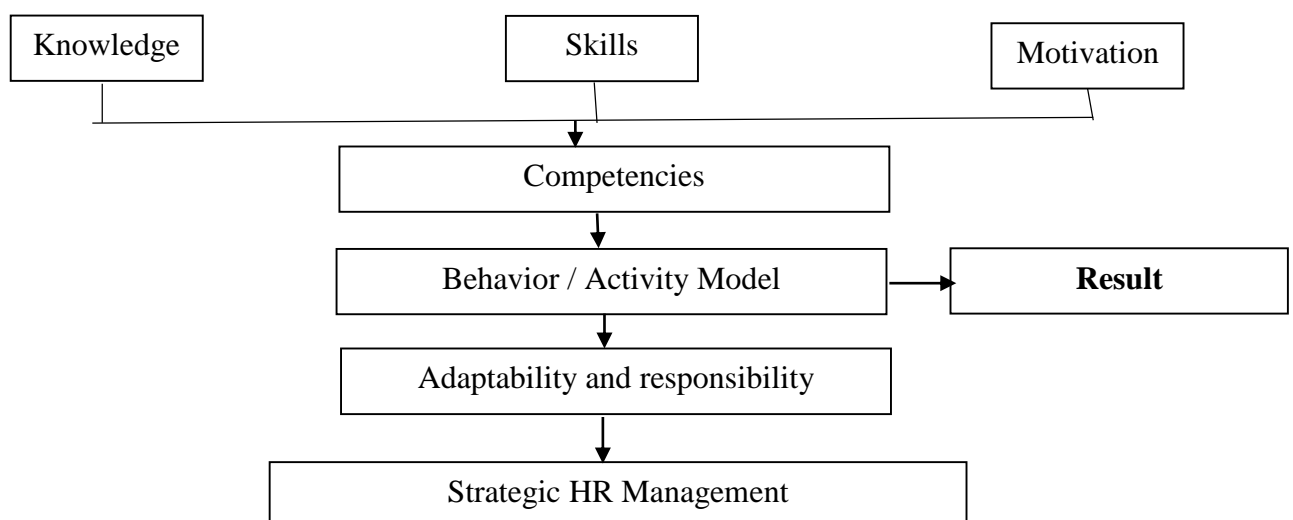 Knowledge
Skills
Motivation
Competencies
Behavior / Activity Model
Result
Adaptability and responsibility
Strategic HR Management